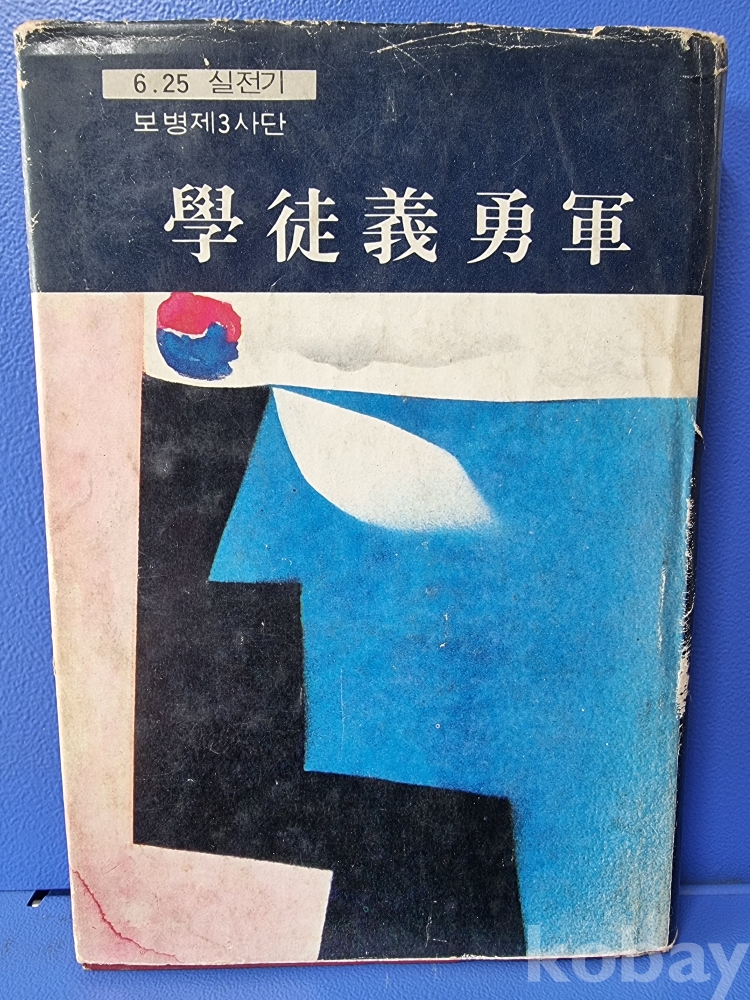 6.25 실전기
보병제3사단
學徒義勇軍
kobay